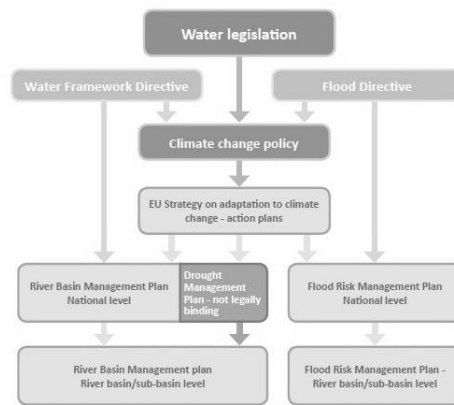 Water legislation
Water Framework Directive
Flood Directive
Climate change policy
EU Strategy on adaptation to climate
change - action plans
River Basin Management Plan
National level
Drought
Management
Plan - not legally
binding
Flood Risk Management Plan
National level
River Basin Management plan
River basin/sub-basin level
Flood Risk Management Plan -
River basin/sub-basin level